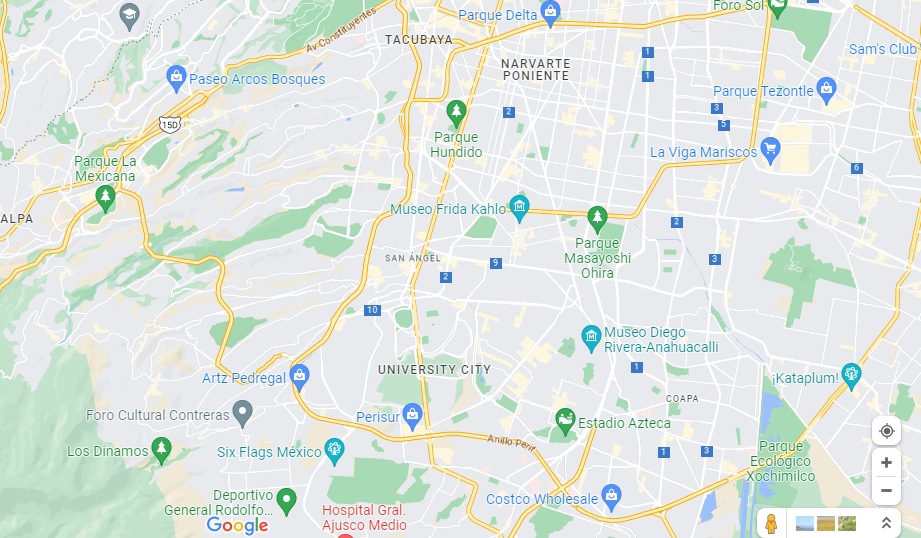 Parque Delta
Foro Sol
Av Constituyentes
TACUBAYA
Sam's Club
NARVARTE
PONIENTE
1
Paseo Arcos Bosques
1
Parque Tezontle
2
3
15D
5
Parque
Hundido
La Viga Mariscos
Parque La
Mexicana
6
Museo Frida Kahlo
ALPA
2
Parque
Masayoshi
Ohira
SAN ÁNGEL
9
3
2
10
Museo Diego
Rivera-Anahuacalli
1
UNIVERSITY CITY
Artz Pedregal
¡Kataplum!
COAPA
Foro Cultural Contreras
Perisur
Estadio Azteca
Anillo Perif
Los Dinamos
Six Flags México
1
3
Parque
Ecológico
Xochimilco
Deportivo
General Rodolfo...
Costco Wholesale
Hospital Gral.
Ajusco Medio
Google